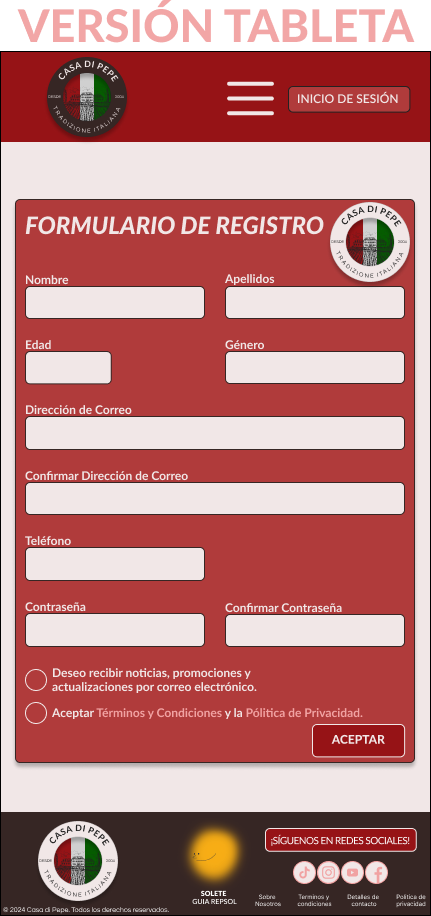 VERSIÓN TABLETA
CASA DI PEPE
DESDE 2024
TRADIZIONE ITALIANA
INICIO DE SESIÓN
FORMULARIO DE REGISTRO
CASA DI PEPE
DESDE 2024
TRADIZIONE ITALIANA
Nombre
Apellidos
Edad
Género
Dirección de Correo
Confirmar Dirección de Correo
Teléfono
Contraseña
Confirmar Contraseña
Deseo recibir noticias, promociones y
actualizaciones por correo electrónico.
Aceptar Términos y Condiciones y la Pólitica de Privacidad.
ACEPTAR
CASA DI PEPE
DESDE 2024
TRADIZIONE ITALIANA
SOLETE
GUIA REPSOL
¡SÍGUENOS EN REDES SOCIALES!
Sobre
Nosotros
Terminos y
condiciones
Detalles de
contacto
Política de
privacidad
© 2024 Casa di Pepe. Todos los derechos reservados.